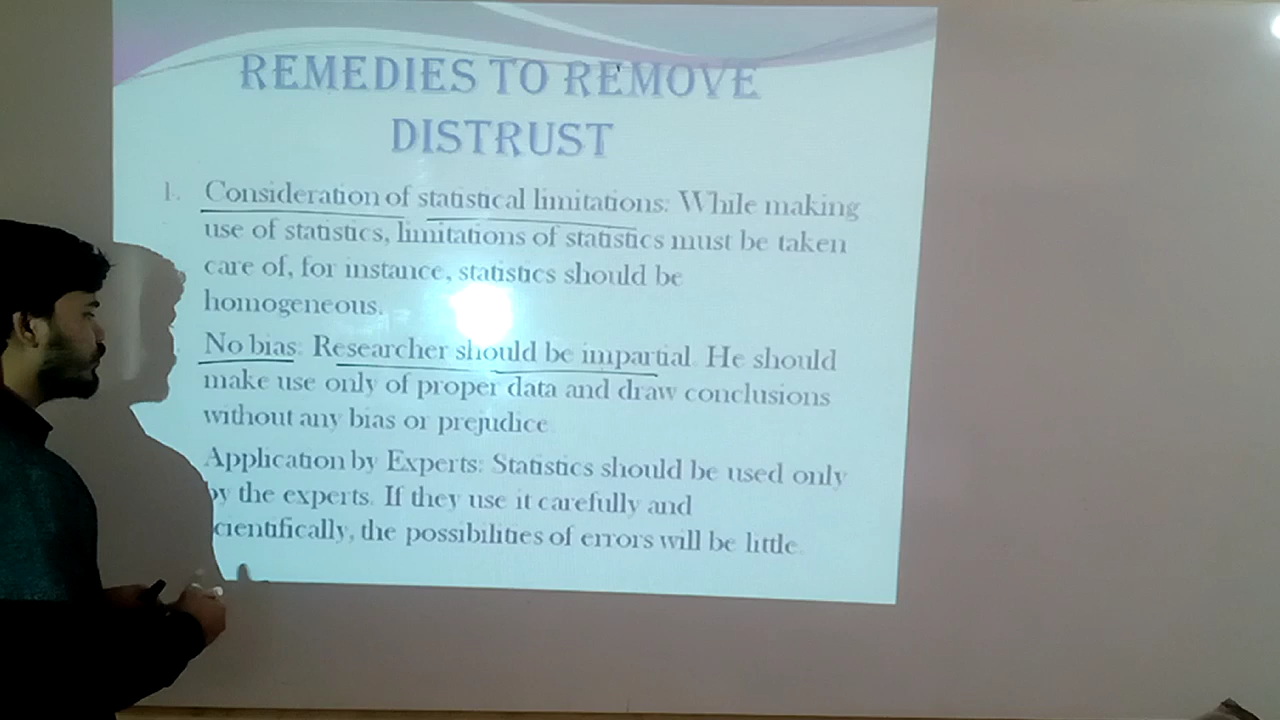 REMEDIES TO REMOVE
DISTRUST
1. Consideration of statistical limitations: While making
use of statistics, limitations of statistics must be taken
care of, for instance, statistics should be
homogeneous.
No bias: Researcher should be impartial. He should
make use only of proper data and draw conclusions
without any bias or prejudice.
Application by Experts: Statistics should be used only
by the experts. If they use it carefully and
cientifically, the possibilities of errors will be little.